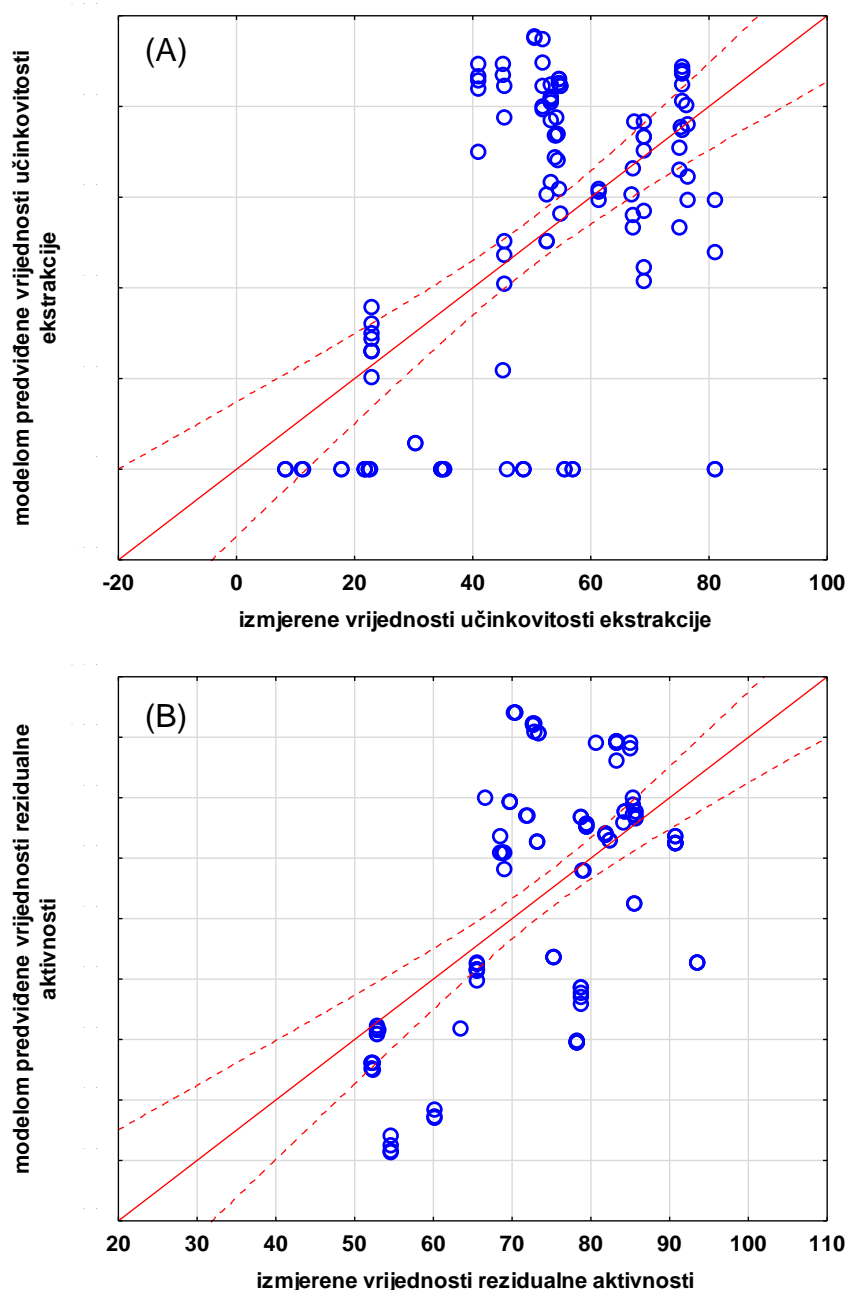 (A)
modelom predviđene vrijednosti učinkovitosti
ekstrakcije
-20 0 20 40 60 80 100
izmjerene vrijednosti učinkovitosti ekstrakcije
(B)
modelom predviđene vrijednosti rezidualne
aktivnosti
20 30 40 50 60 70 80 90 100 110
izmjerene vrijednosti rezidualne aktivnosti